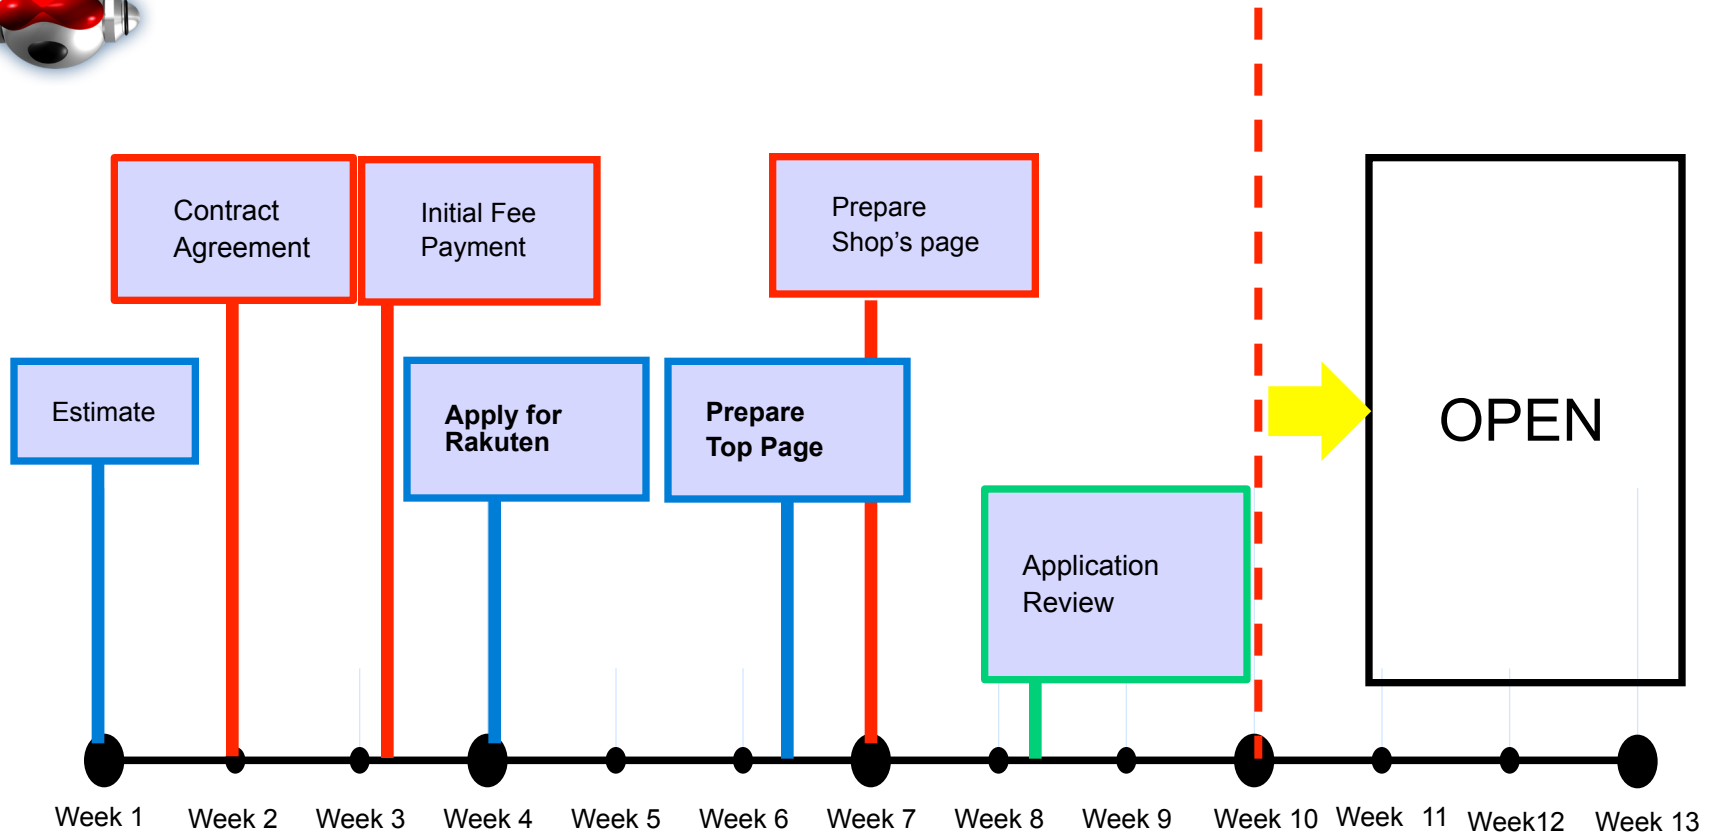 Contract
Agreement
Initial Fee
Payment
Prepare
Shop’s page
Estimate
Apply for
Rakuten
Prepare
Top Page
OPEN
Application
Review
Week 1
Week 2
Week 3
Week 4
Week 5
Week 6
Week 7
Week 8
Week 9
Week 10
Week 11
Week12
Week 13